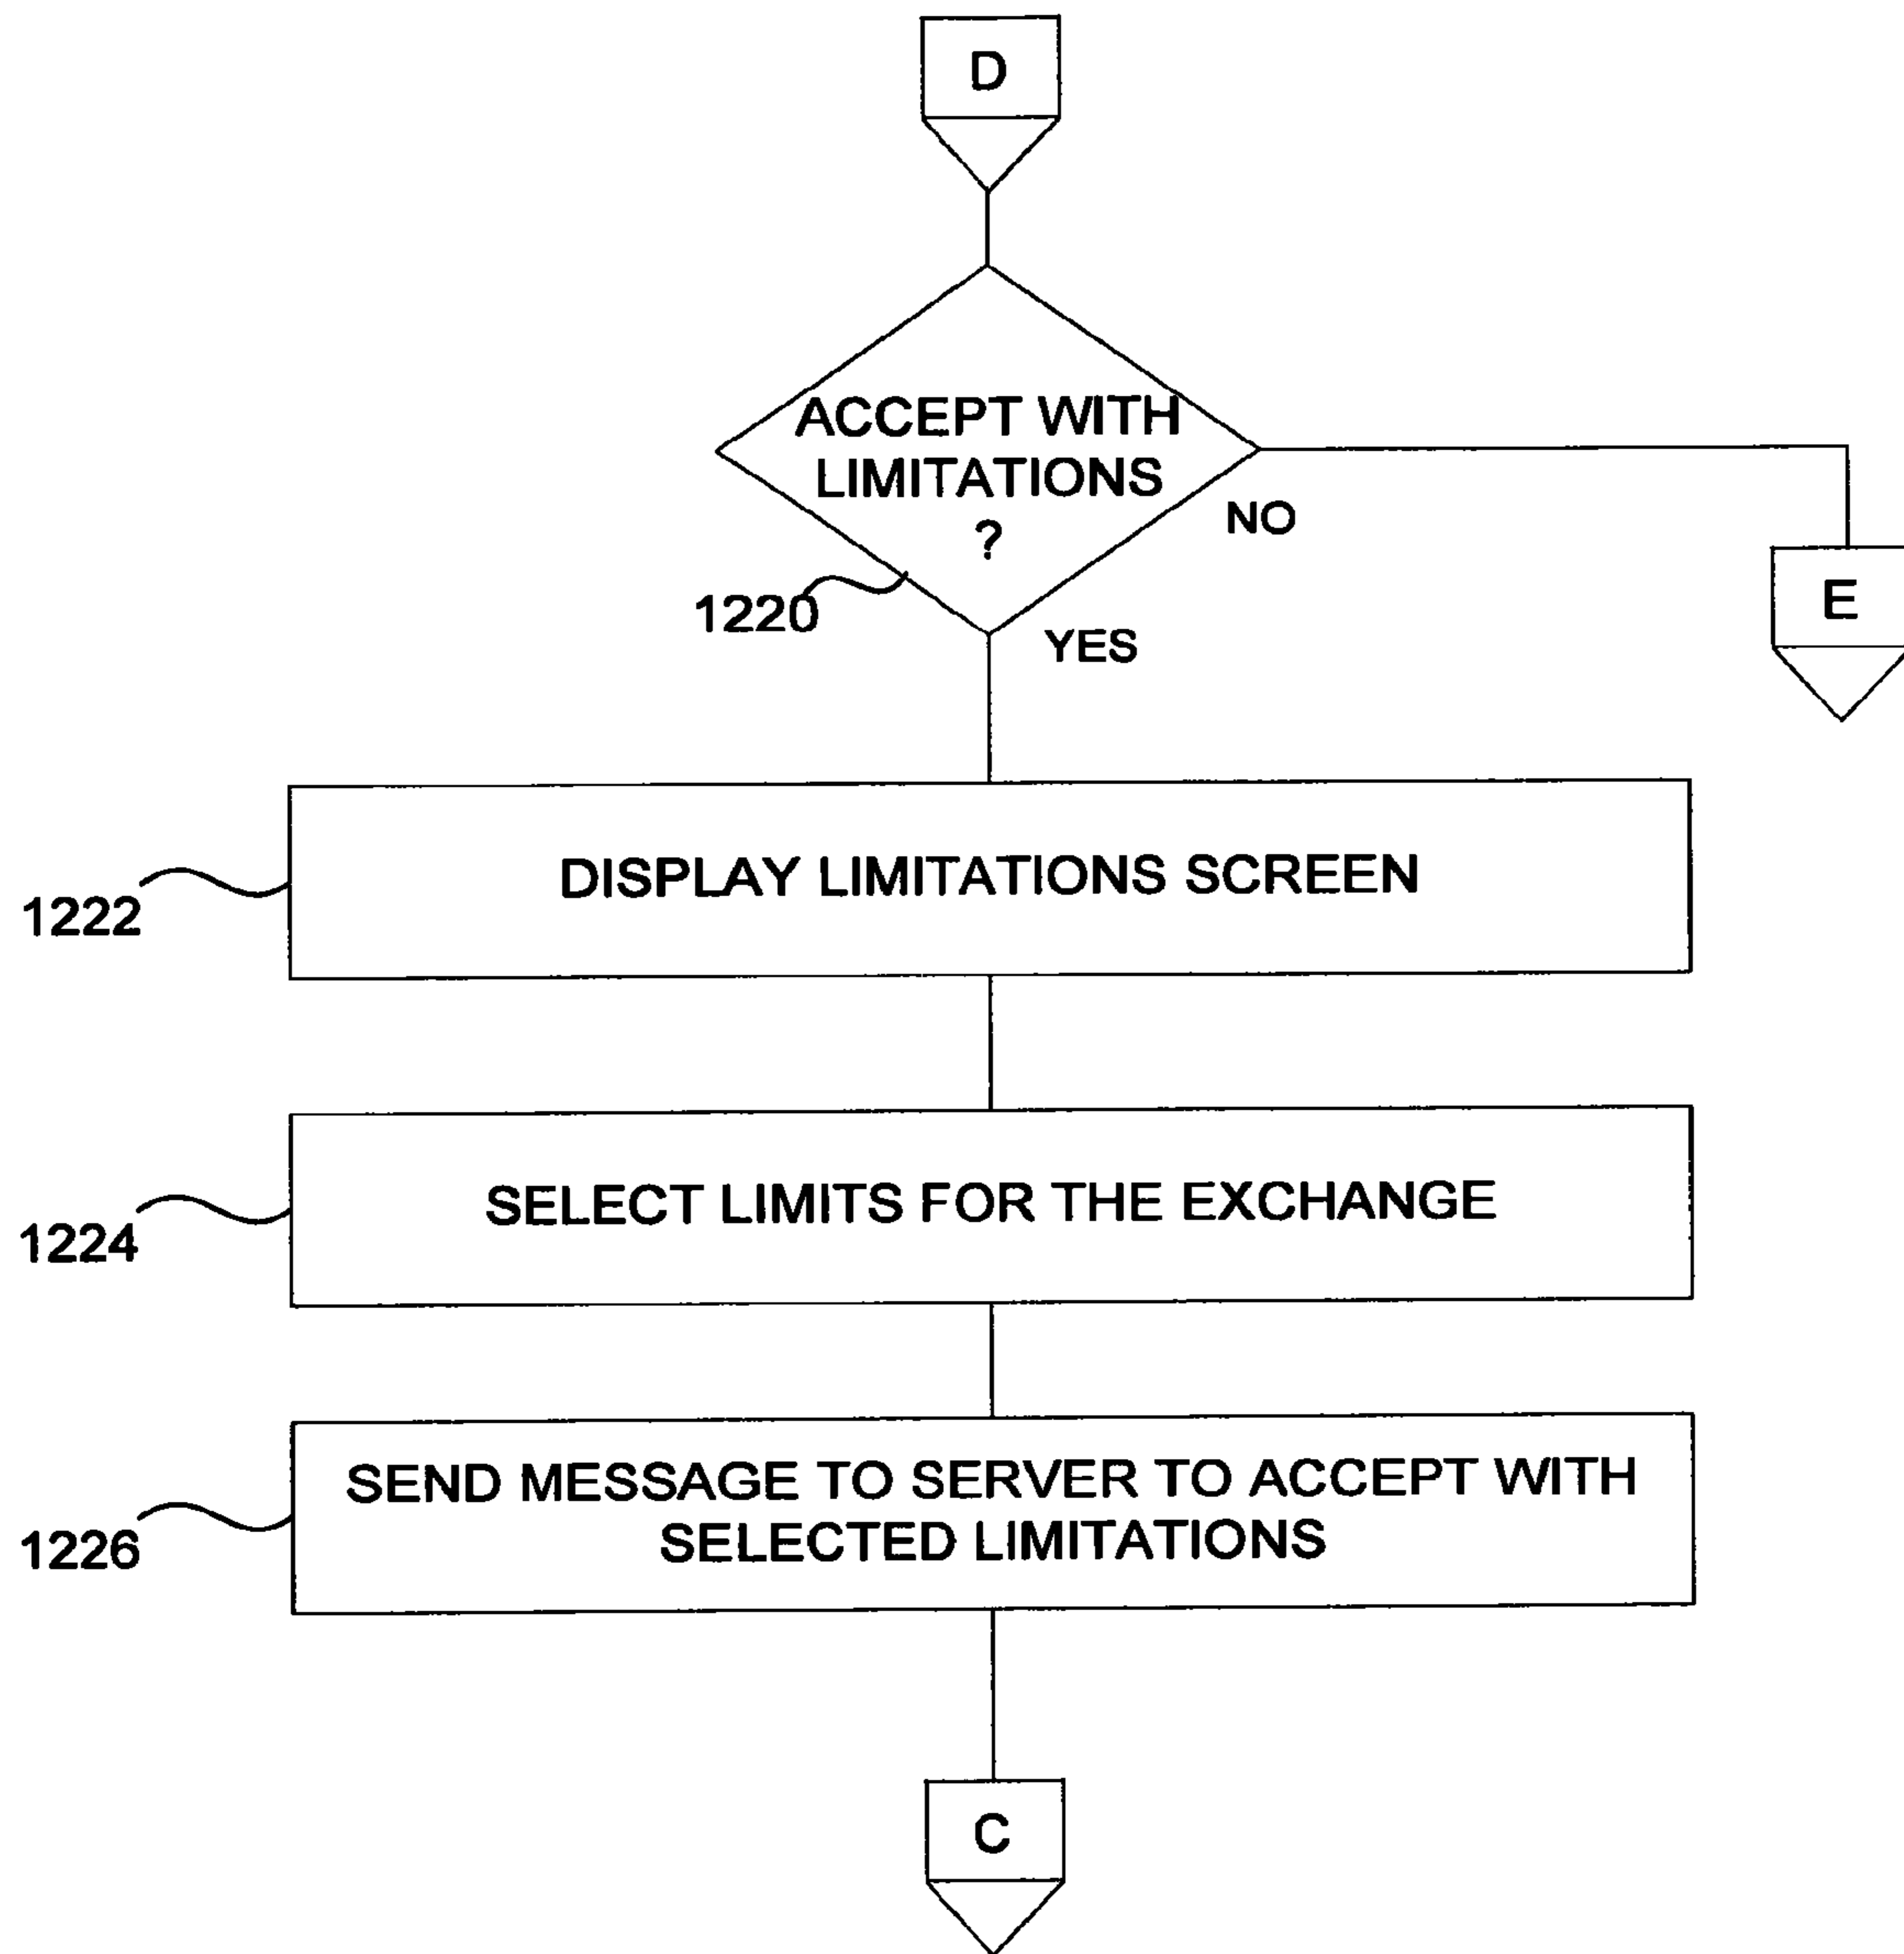 D
ACCEPT WITH
LIMITATIONS
?
NO
1220
YES
E
DISPLAY LIMITATIONS SCREEN
1222
SELECT LIMITS FOR THE EXCHANGE
1224
SEND MESSAGE TO SERVER TO ACCEPT WITH
SELECTED LIMITATIONS
1226
C